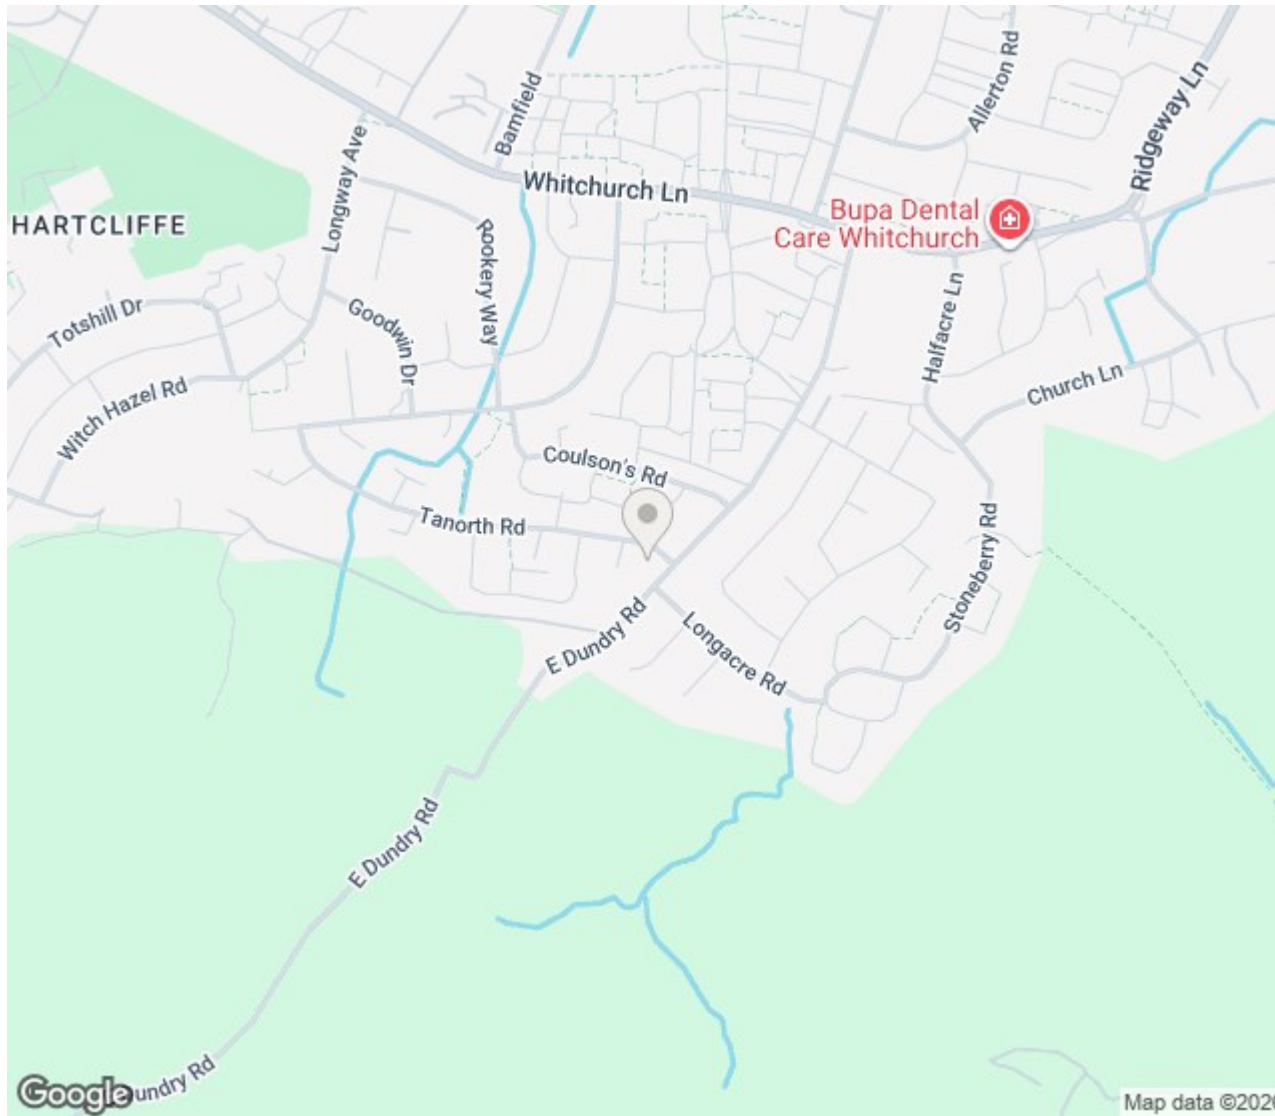 Allerton Rd
Ridgeway Ln
Bamfield
Longway Ave
Whitchurch Ln
Bupa Dental
Care Whitchurch
HARTCLIFFE
Rookery Way
Totshill Dr
Goodwin Dr
Halfacre Ln
Church Ln
Witch Hazel Rd
Coulson's Rd
Tanorth Rd
Stoneberry Rd
E Dundry Rd
Longacre Rd
E Dundry Rd
Dundry Rd
Google
Map data